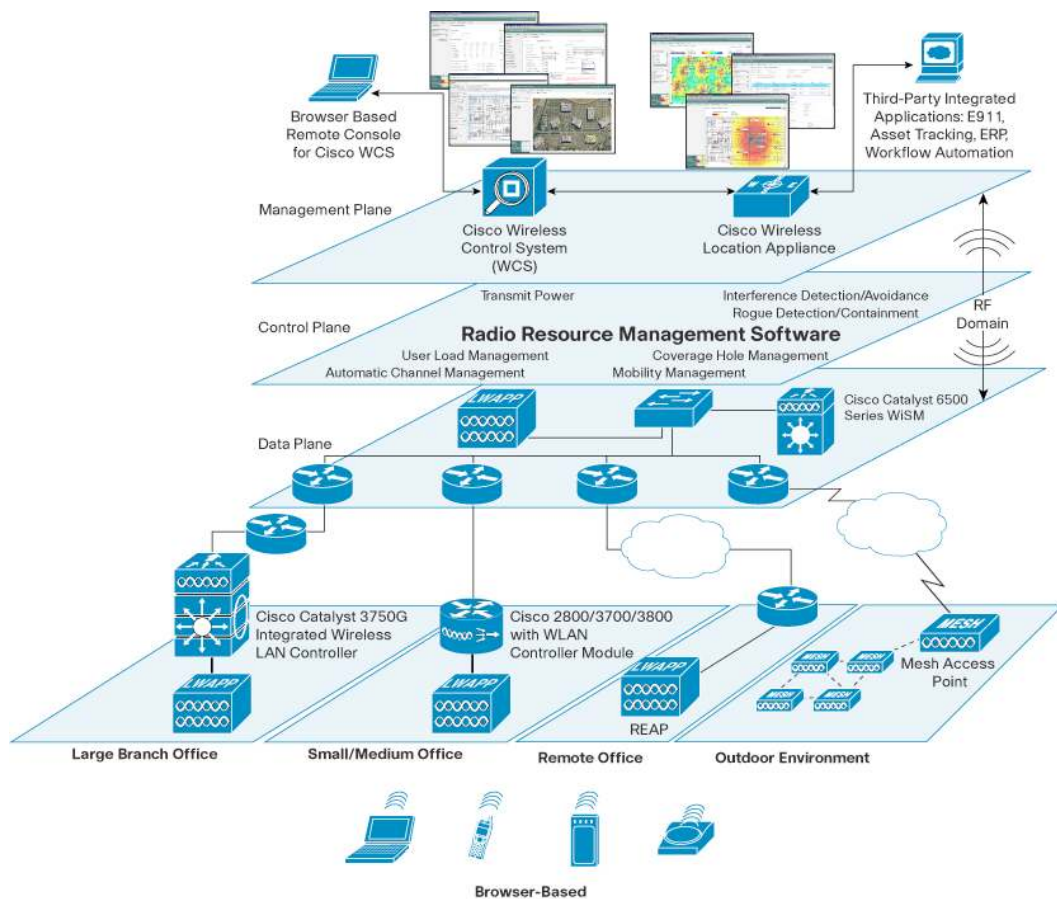 Browser Based
Remote Console
for Cisco WCS
Third-Party Integrated
Applications: E911,
Asset Tracking, ERP,
Workflow Automation
Management Plane
Cisco Wireless
Control System
(WCS)
Cisco Wireless
Location Appliance
Transmit Power
Interference Detection/Avoidance
Rogue Detection/Containment
Control Plane
Radio Resource Management Software
RF
Domain
User Load Management
Coverage Hole Management
Automatic Channel Management
Mobility Management
LWAPP
Cisco Catalyst 6500
Series WiSM
Data Plane
Cisco Catalyst 3750G
Integrated Wireless
LAN Controller
Cisco 2800/3700/3800
with WLAN
Controller Module
MESH
Mesh Access
Point
MESH
MESH
MESH
MESH
LWAPP
LWAPP
LWAPP
REAP
Large Branch Office
Small/Medium Office
Remote Office
Outdoor Environment
Browser-Based